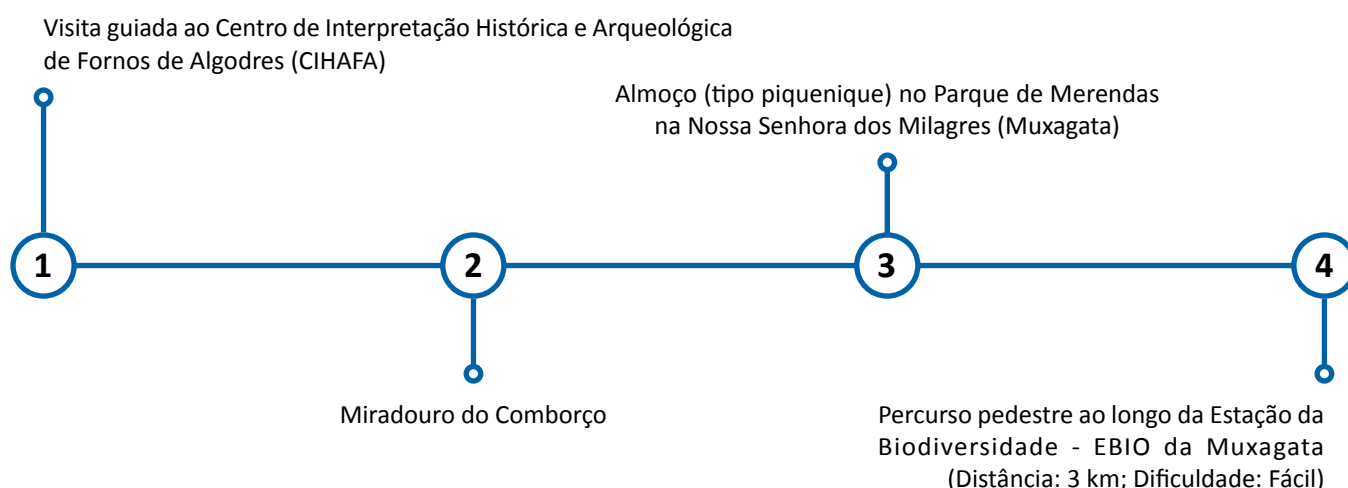 Visita guiada ao Centro de Interpretação Histórica e Arqueológica
de Fornos de Algodres (CIHAFA)
Almoço (tipo piquenique) no Parque de Merendas
na Nossa Senhora dos Milagres (Muxagata)
1
2
3
4
Miradouro do Comborço
Percurso pedestre ao longo da Estação da
Biodiversidade - EBIO da Muxagata
(Distância: 3 km; Dificuldade: Fácil)